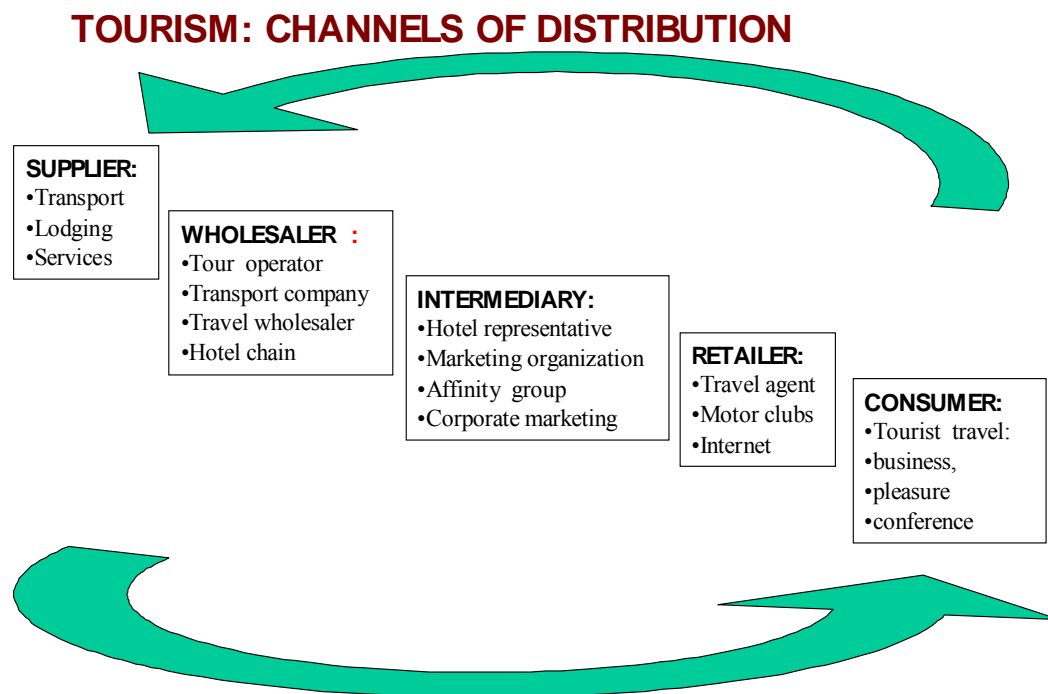 TOURISM: CHANNELS OF DISTRIBUTION
SUPPLIER:
•Transport
•Lodging
•Services
WHOLESALER :
•Tour operator
•Transport company
•Travel wholesaler
•Hotel chain
INTERMEDIARY:
•Hotel representative
•Marketing organization
•Affinity group
•Corporate marketing
RETAILER:
•Travel agent
•Motor clubs
•Internet
CONSUMER:
•Tourist travel:
•business,
•pleasure
•conference